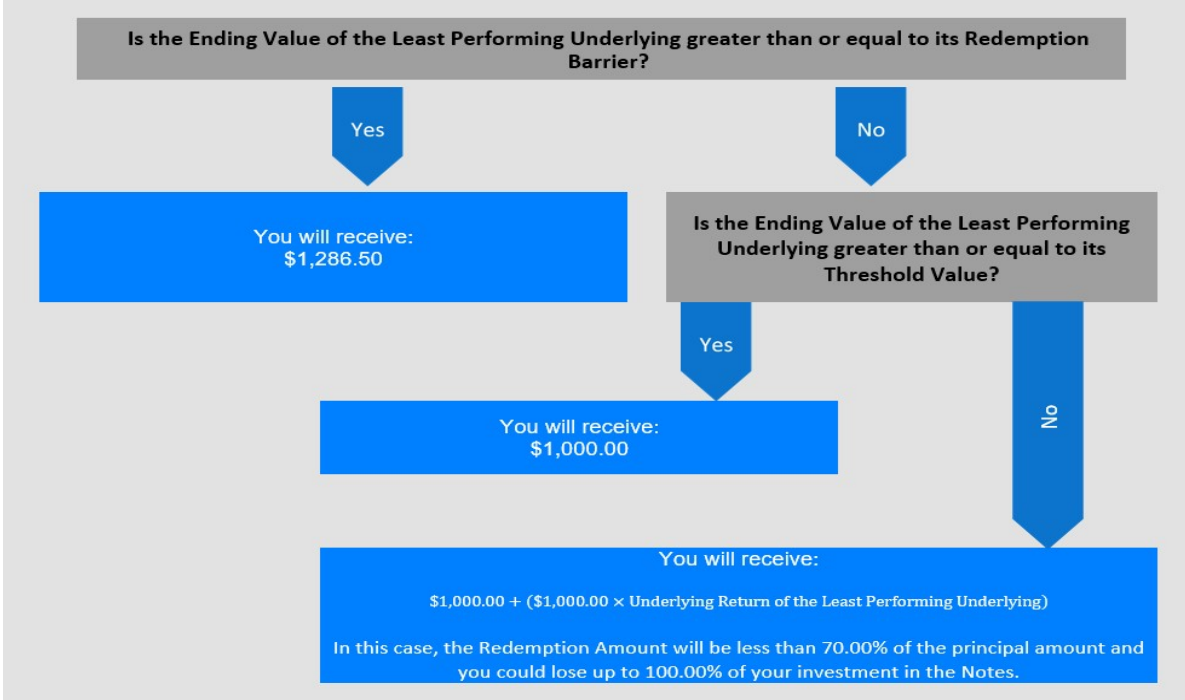 Is the Ending Value of the Least Performing Underlying greater than or equal to its Redemption
Barrier?
Yes
No
You will receive:
$1,286.50
Is the Ending Value of the Least Performing
Underlying greater than or equal to its
Threshold Value?
Yes
No
You will receive:
$1,000.00
You will receive:
$1,000.00 + ($1,000.00 × Underlying Return of the Least Performing Underlying)
In this case, the Redemption Amount will be less than 70.00% of the principal amount and
you could lose up to 100.00% of your investment in the Notes.